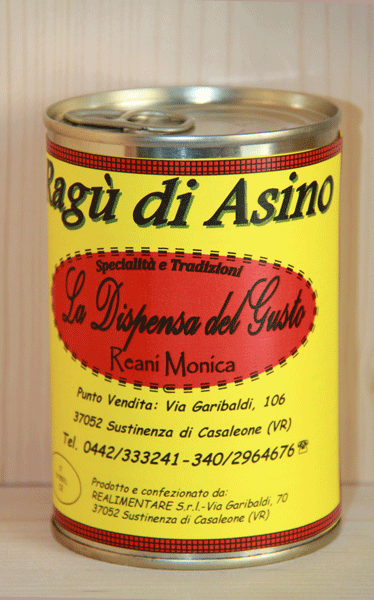 Ragù di Asino
Specialità e Tradizioni
La Dispensa del Gusto
Reani Monica
Punto Vendita: Via Garibaldi, 106
37052 Sustinenza di Casaleone (VR)
Tel. 0442/333241-340/2964676 ☎
Prodotto e confezionato da:
REALIMENTARE S.r.l.-Via Garibaldi, 70
37052 Sustinenza di Casaleone (VR)